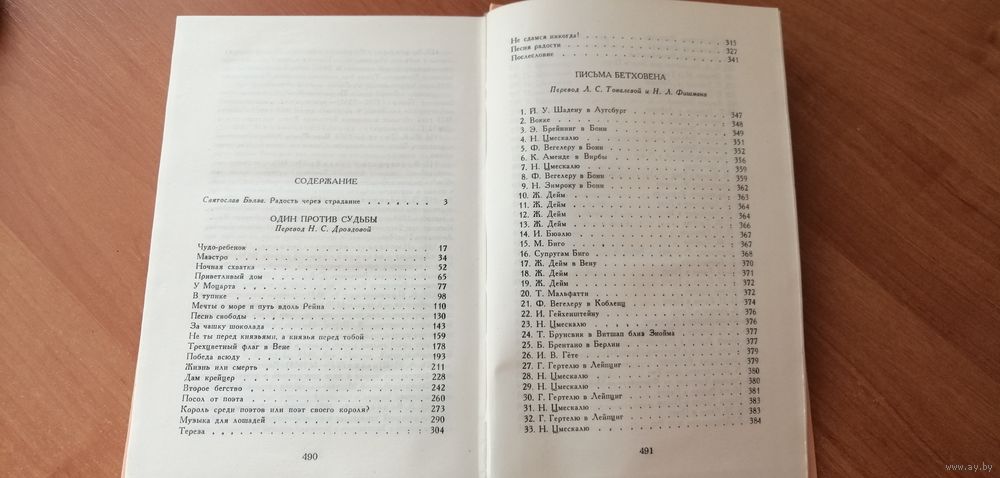 СОДЕРЖАНИЕ
Святослав Бэлза. Радость через страдание . . . . . . 3
ОДИН ПРОТИВ СУДЬБЫ
Перевод Н. С. Дроздовой
Чудо-ребенок 17
Маэстро 34
Ночная схватка 52
Приветливый дом 65
У Моцарта 77
В тупике 98
Мечты о море и путь вдоль Рейна 110
Песнь свободы 130
За чашку шоколада 143
Не ты перед князьями, а князья перед тобой 159
Трехцветный флаг в Вене 178
Победа всюду 193
Жизнь или смерть 211
Дам крейцер 228
Второе бегство 242
Посол от поэта 260
Король среди поэтов или поэт своего короля? 273
Музыка для лошадей 290
Тереза 304
490
Не сдамся никогда! 315
Песня радости 327
Послесловие 341
ПИСЬМА БЕТХОВЕНА
Перевод Л. С. Товалевой и Н. Л. Фишмана
1. Й. У. Шадену в Аугсбург 347
2. Вокке 348
3. Э. Брейнинг в Бонн 349
4. Н. Цмескалю 351
5. Ф. Вегелеру в Бонн 352
6. К. Аменде в Вирбы 356
7. Н. Цмескалю 359
8. Ф. Вегелеру в Бонн 359
9. Н. Зимроку в Бонн 362
10. Ж. Дейм 363
11. Ж. Дейм 364
12. Ж. Дейм 364
13. Ж. Дейм 366
14. И. Бюэлю 367
15. М. Биго 367
16. Супругам Биго 368
17. Ж. Дейм в Вену 370
18. Ж. Дейм 371
19. Ж. Дейм 372
20. Т. Мальфатти 372
21. Ф. Вегелеру в Кобленц 374
22. И. Гейхенштейну 376
23. Н. Цмескалю 376
24. Т. Брунсвик в Витшап близ Знойма 377
25. Б. Брентано в Берлин 377
26. И. В. Гёте 379
27. Г. Гертелю в Лейпциг 379
28. Н. Цмескалю 380
29. Н. Цмескалю 380
30. Г. Гертелю в Лейпциг 381
31. Н. Цмескалю 383
32. Г. Гертелю в Лейпциг 383
33. Н. Цмескалю 384
491
www.ay.by